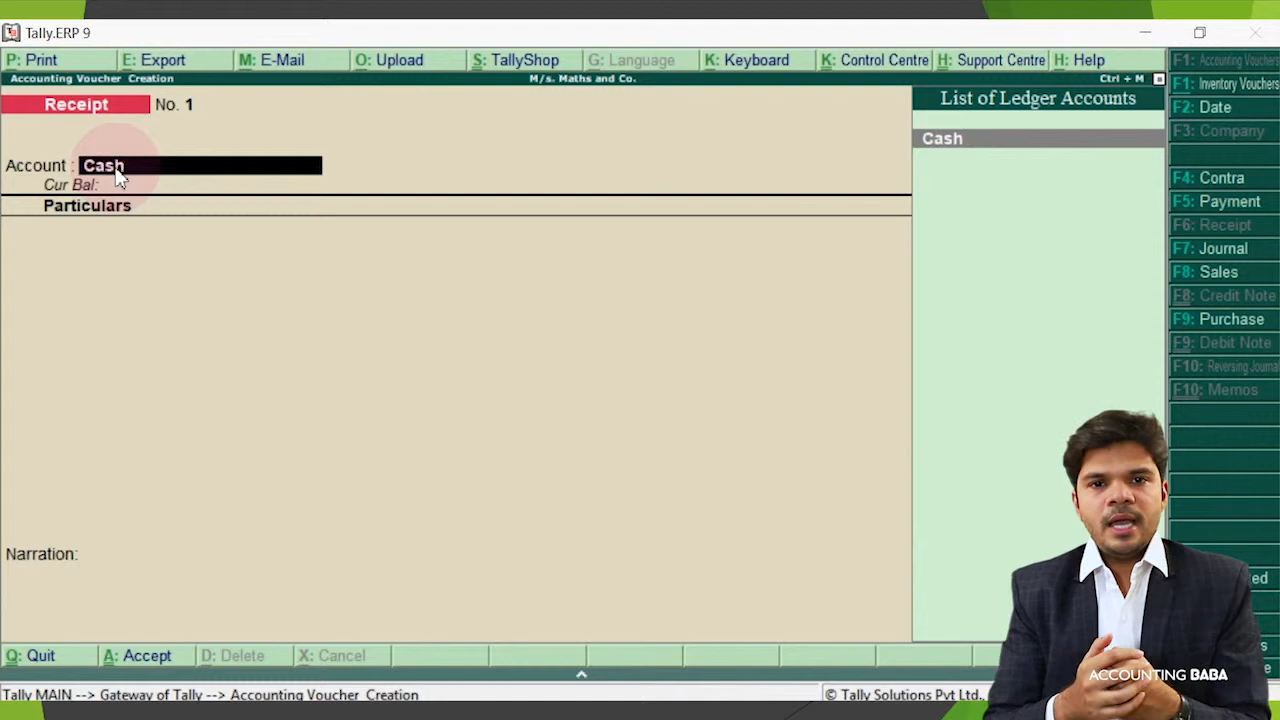 Tally.ERP 9
P: Print
E: Export
M: E-Mail
O: Upload
S: TallyShop
G: Language
K: Keyboard
K: Control Centre
H: Support Centre
H: Help
Accounting Voucher Creation
M/s. Maths and Co.
Ctrl + M
Receipt No. 1
Account : Cash
Cur Bal:
Particulars
Narration:
List of Ledger Accounts
Cash
F1: Accounting Vouchers
F1: Inventory Vouchers
F2: Date
F3: Company
F4: Contra
F5: Payment
F6: Receipt
F7: Journal
F8: Sales
F8: Credit Note
F9: Purchase
F9: Debit Note
F10: Reversing Journal
F10: Memos
ed
s
e
ACCOUNTING BABA
Q: Quit
A: Accept
D: Delete
X: Cancel
Tally MAIN --> Gateway of Tally --> Accounting Voucher Creation
© Tally Solutions Pvt Ltd.,